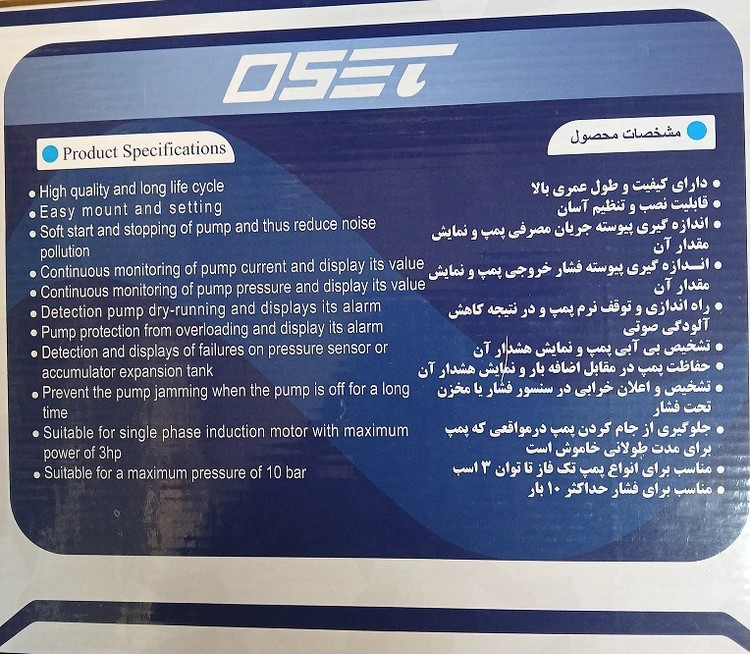 OSET
Product Specifications
High quality and long life cycle
Easy mount and setting
Soft start and stopping of pump and thus reduce noise
pollution
Continuous monitoring of pump current and display its value
Continuous monitoring of pump pressure and display its value
Detection pump dry-running and displays its alarm
Pump protection from overloading and display its alarm
Detection and displays of failures on pressure sensor or
accumulator expansion tank
Prevent the pump jamming when the pump is off for a long
time
Suitable for single phase induction motor with maximum
power of 3hp
Suitable for a maximum pressure of 10 bar
مشخصات محصول
دارای کیفیت و طول عمری بالا
قابلیت نصب و تنظیم آسان
اندازه گیری پیوسته جریان مصرفی پمپ و نمایش
مقدار آن
اندازه گیری پیوسته فشار خروجی پمپ و نمایش
مقدار آن
راه اندازی و توقف نرم پمپ و در نتیجه کاهش
آلودگی صوتی
تشخیص بی آبی پمپ و نمایش هشدار آن
حفاظت پمپ در مقابل اضافه بار و نمایش هشدار آن
تشخیص و اعلان خرابی در سنسور فشار یا مخزن
تحت فشار
جلوگیری از جام کردن پمپ درمواقعی که پمپ
برای مدت طولانی خاموش است
مناسب برای انواع پمپ تک فاز تا توان ۳ اسب
مناسب برای فشار حداکثر ۱۰ بار